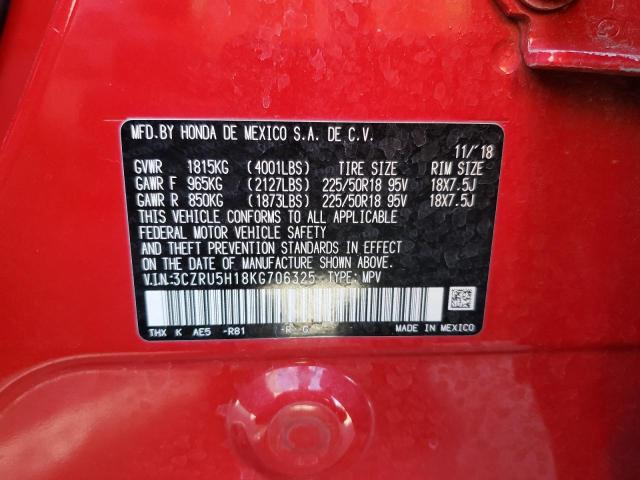 MFD.BY HONDA DE MEXICO S.A. DE C.V.
11/'18
GVWR 1815KG (4001LBS) TIRE SIZE RIM SIZE
GAWR F 965KG (2127LBS) 225/50R18 95V 18X7.5J
GAWR R 850KG (1873LBS) 225/50R18 95V 18X7.5J
THIS VEHICLE CONFORMS TO ALL APPLICABLE
FEDERAL MOTOR VEHICLE SAFETY
AND THEFT PREVENTION STANDARDS IN EFFECT
ON THE DATE OF MANUFACTURE SHOWN ABOVE.
V.I.N:3CZRU5H18KG706325 TYPE: MPV
THX K AE5 -R81 -R G MADE IN MEXICO